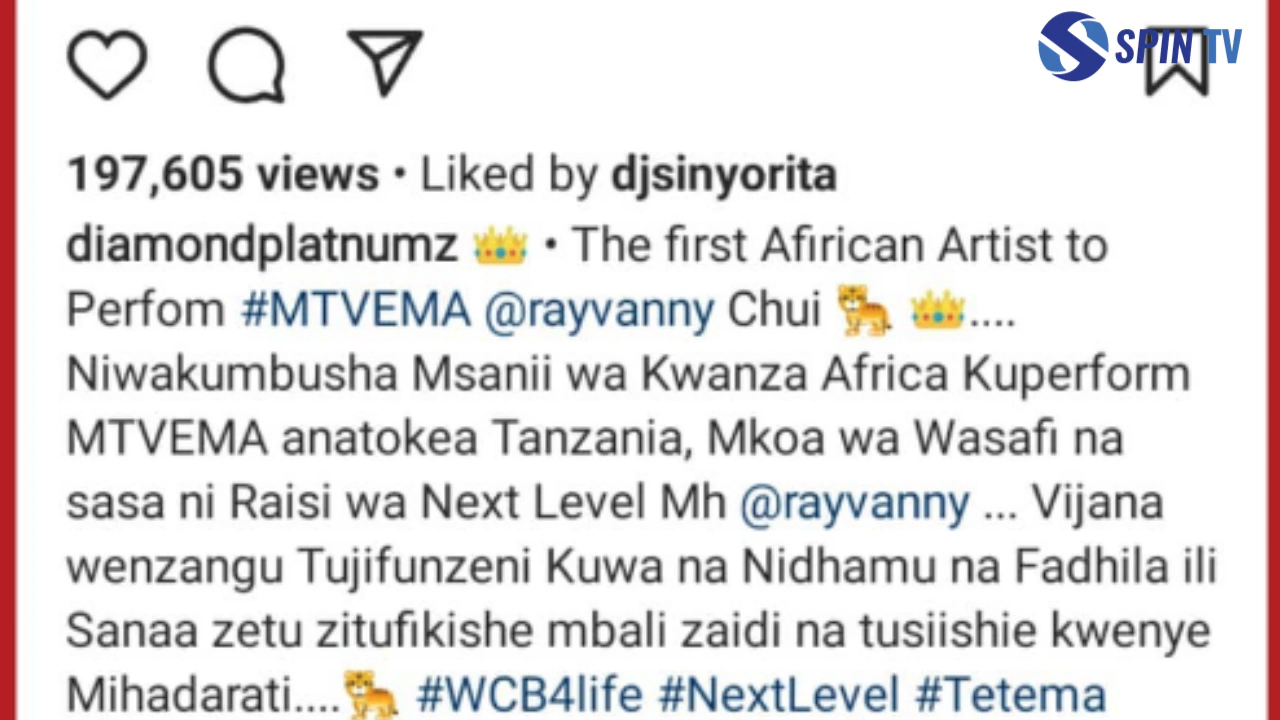 SPIN TV
197,605 views • Liked by djsinyorita
diamondplatnumz 👑 • The first Afirican Artist to
Perfom #MTVEMA @rayvanny Chui 🐅 👑....
Niwakumbusha Msanii wa Kwanza Africa Kuperform
MTVEMA anatokea Tanzania, Mkoa wa Wasafi na
sasa ni Raisi wa Next Level Mh @rayvanny ... Vijana
wenzangu Tujifunzeni Kuwa na Nidhamu na Fadhila ili
Sanaa zetu zitufikishe mbali zaidi na tusiishie kwenye
Mihadarati....🐅 #WCB4life #NextLevel #Tetema